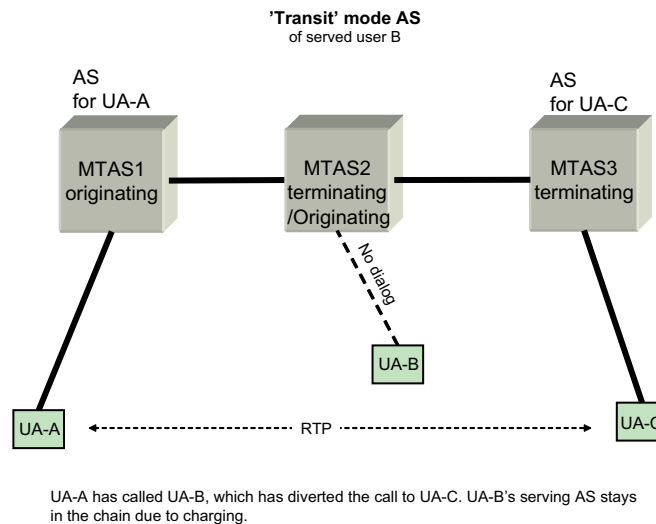 ’Transit’ mode AS
of served user B
AS
for UA-A
AS
for UA-C
MTAS1
originating
MTAS2
terminating
/Originating
MTAS3
terminating
No dialog
UA-B
UA-A
RTP
UA-C
UA-A has called UA-B, which has diverted the call to UA-C. UA-B’s serving AS stays
in the chain due to charging.